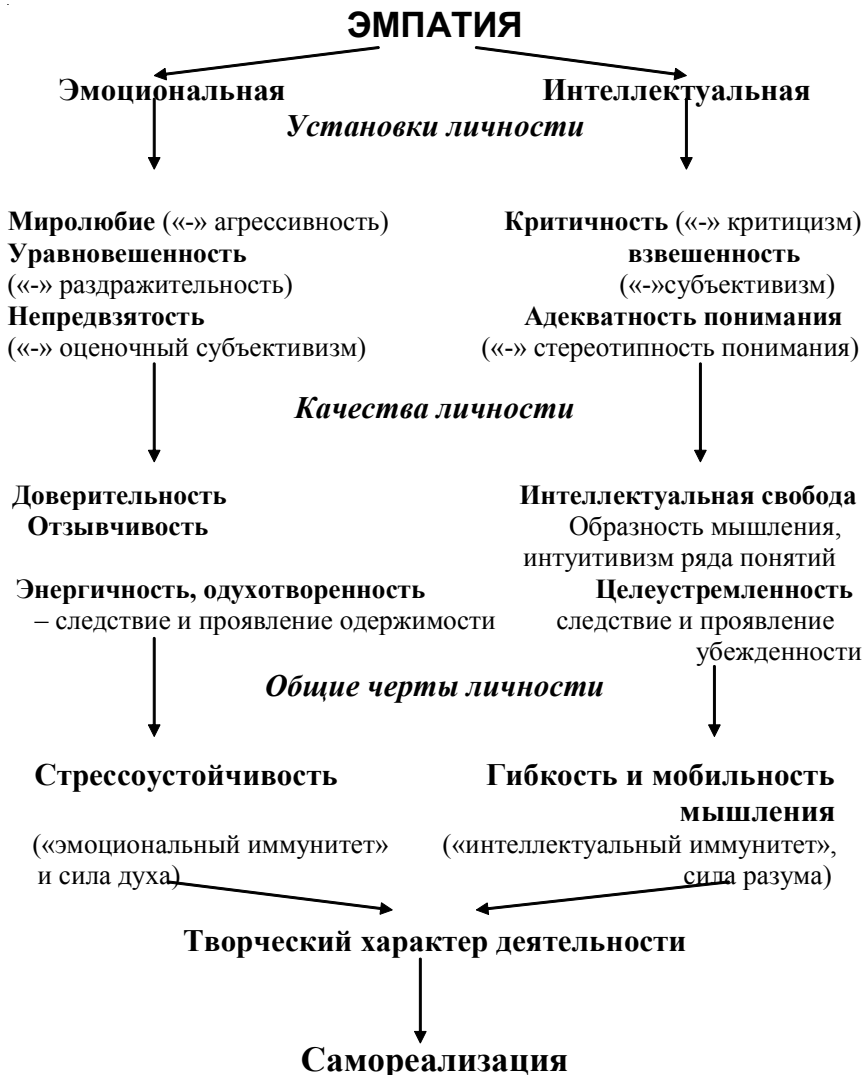 ЭМПАТИЯ
Эмоциональная Интеллектуальная
Установки личности
Миролюбие («-» агрессивность) Критичность («-» критицизм)
Уравновешенность взвешенность
(«-» раздражительность) («-»субъективизм)
Непредвзятость Адекватность понимания
(«-» оценочный субъективизм) («-» стереотипность понимания)
Качества личности
Доверительность Интеллектуальная свобода
Отзывчивость Образность мышления,
интуитивизм ряда понятий
Энергичность, одухотворенность Целеустремленность
– следствие и проявление одержимости следствие и проявление
убежденности
Общие черты личности
Стрессоустойчивость Гибкость и мобильность
мышления
(«эмоциональный иммунитет» («интеллектуальный иммунитет»,
и сила духа) сила разума)
Творческий характер деятельности
Самореализация